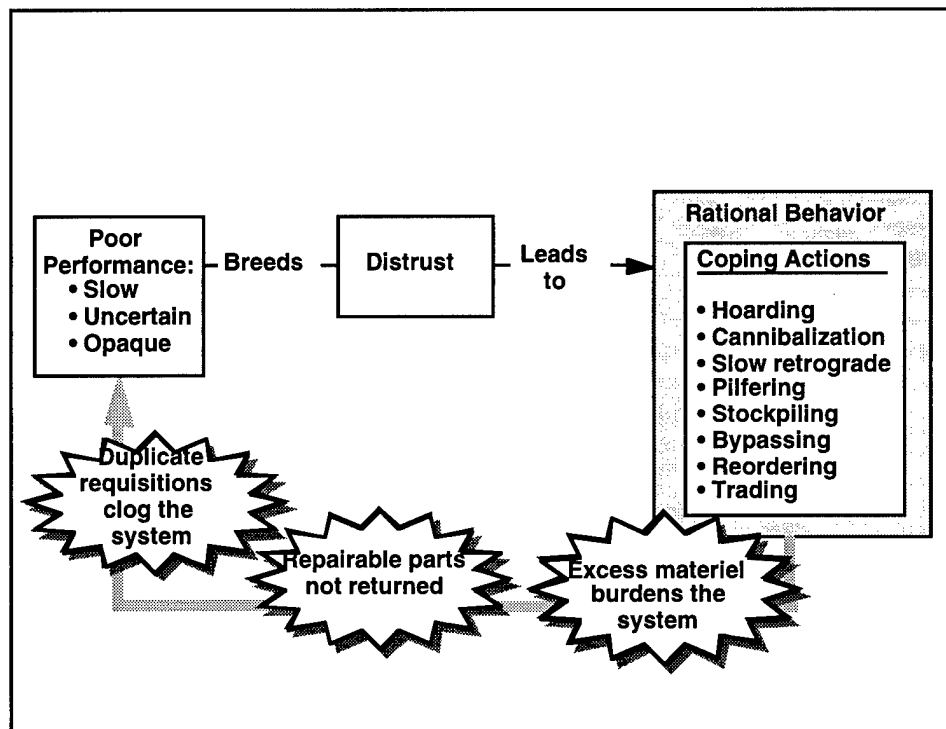 Poor
Performance:
• Slow
• Uncertain
• Opaque
Breeds
Distrust
Leads
to
Rational Behavior
Coping Actions
• Hoarding
• Cannibalization
• Slow retrograde
• Pilfering
• Stockpiling
• Bypassing
• Reordering
• Trading
Duplicate
requisitions
clog the
system
Repairable parts
not returned
Excess materiel
burdens the
system